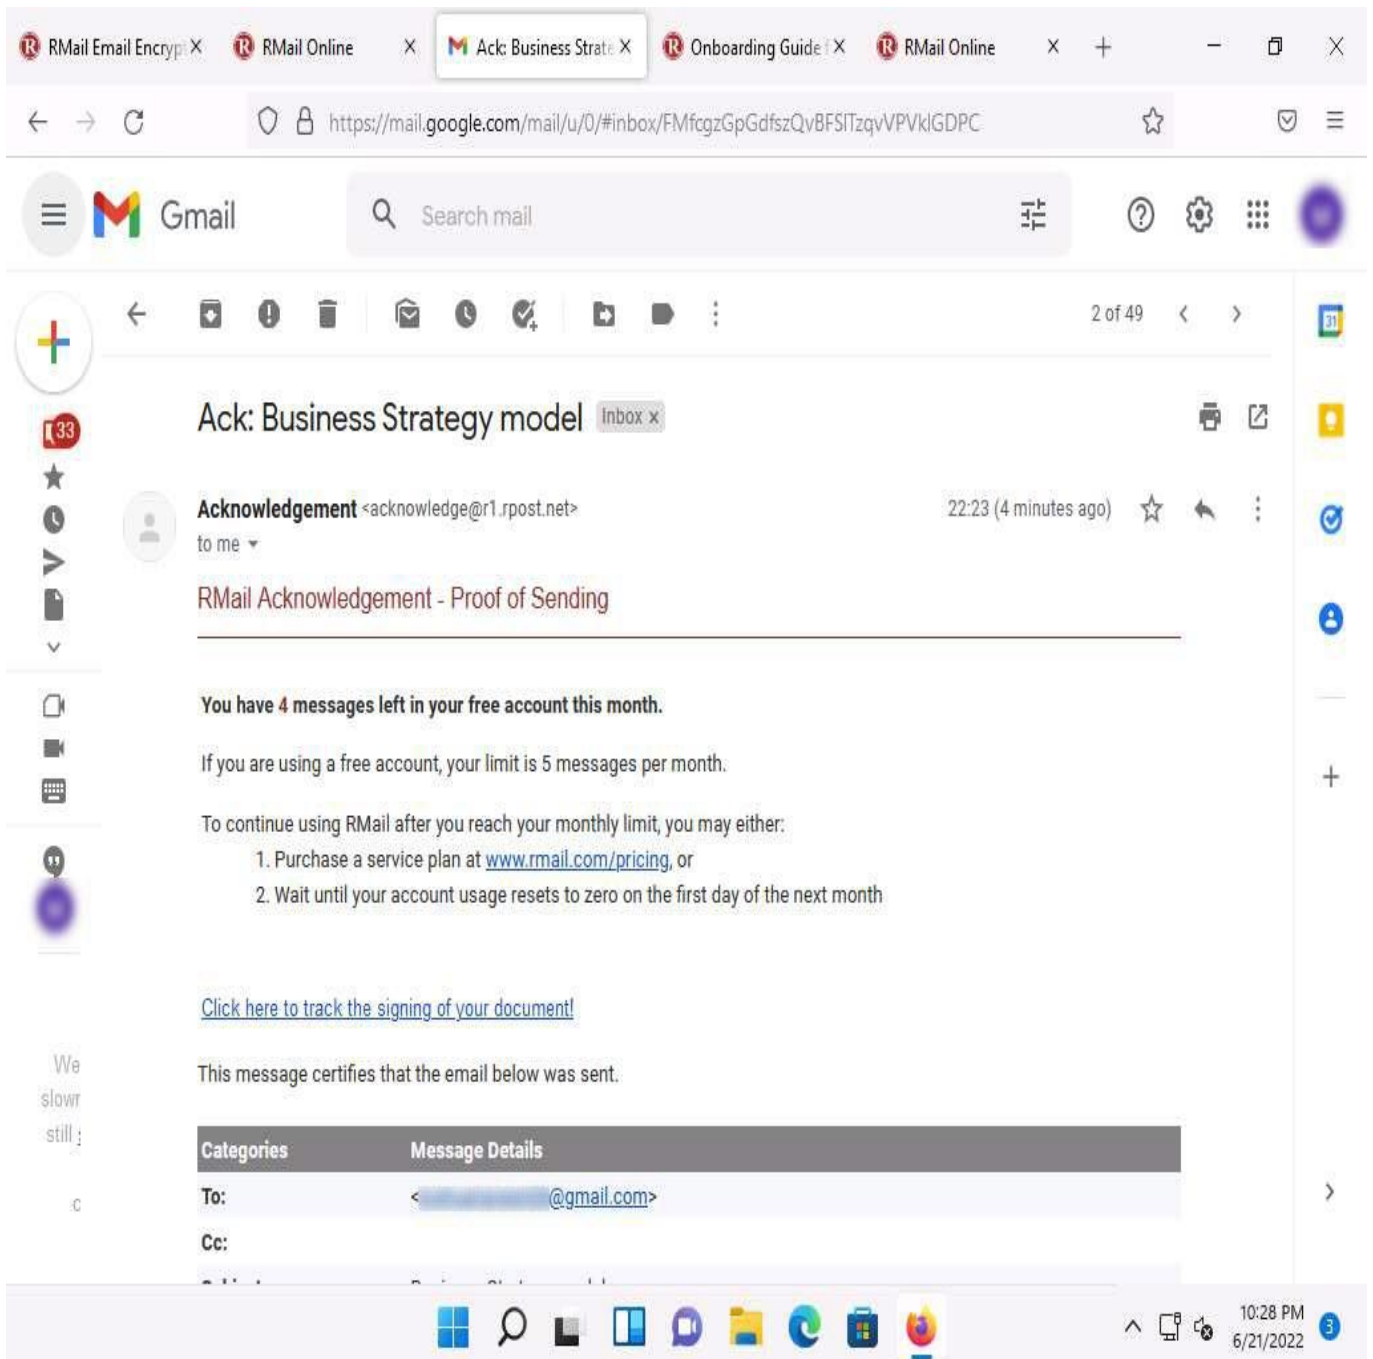 RMail Email Encryp
RMail Online
Ack: Business Strate
Onboarding Guide f
RMail Online
https://mail.google.com/mail/u/0/#inbox/FMfcgzGpGdfszQvBFSlTzqvVPVklGDPC
Gmail
Search mail
2 of 49
31
Ack: Business Strategy model Inbox x
33
Acknowledgement <acknowledge@r1.rpost.net>
22:23 (4 minutes ago)
to me
RMail Acknowledgement - Proof of Sending
You have 4 messages left in your free account this month.
If you are using a free account, your limit is 5 messages per month.
To continue using RMail after you reach your monthly limit, you may either:
1. Purchase a service plan at www.rmail.com/pricing, or
2. Wait until your account usage resets to zero on the first day of the next month
Click here to track the signing of your document!
We
This message certifies that the email below was sent.
slowr
still
Categories Message Details
To: < @gmail.com>
Cc:
10:28 PM
6/21/2022
3